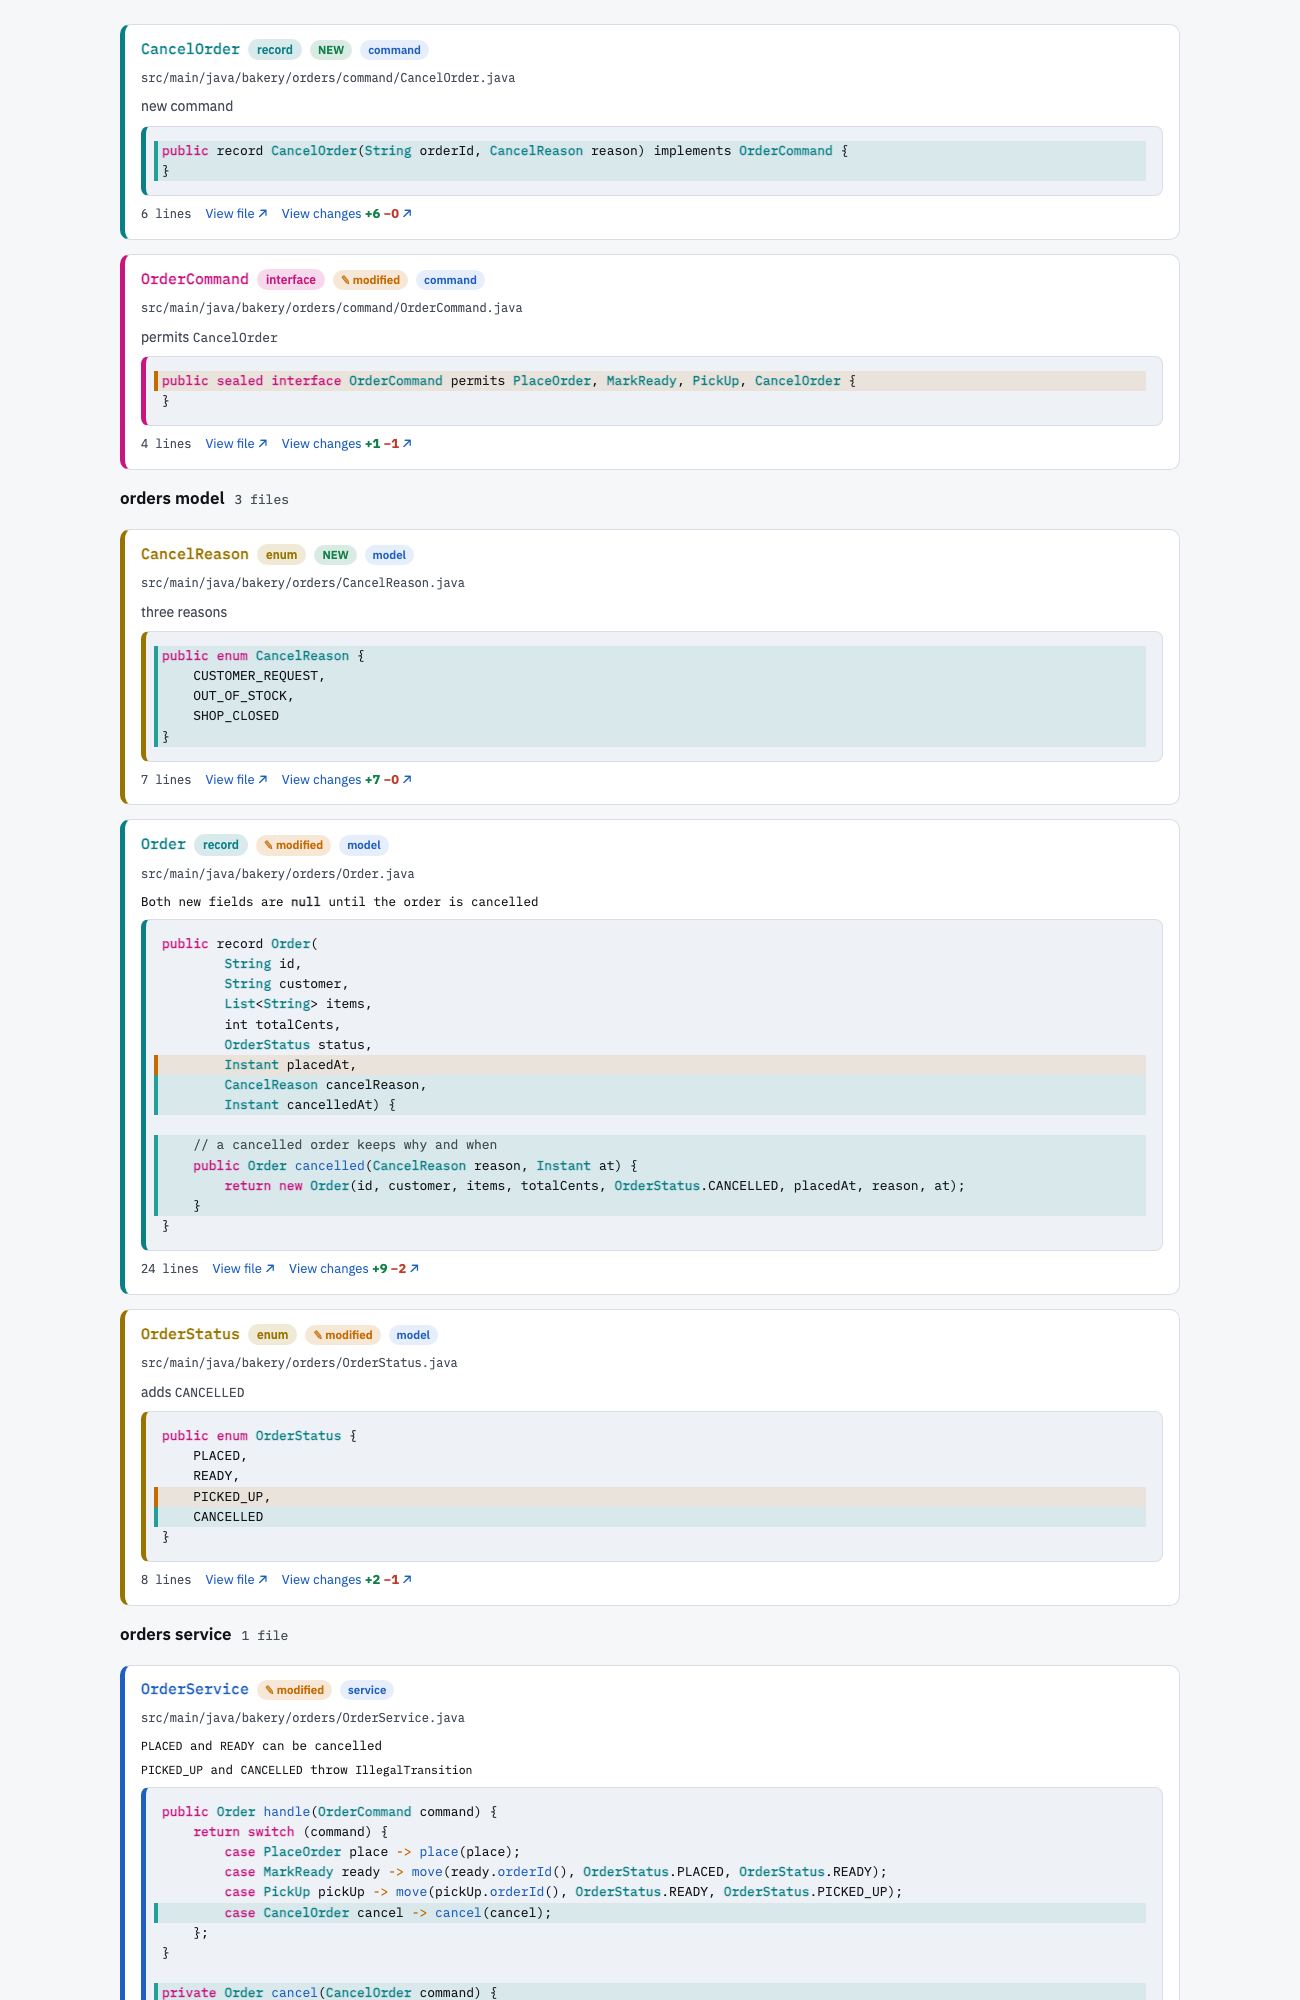 CancelOrder record NEW command
src/main/java/bakery/orders/command/CancelOrder.java
new command
public record CancelOrder(String orderId, CancelReason reason) implements OrderCommand {
}
6 lines View file ↗ View changes +6 −0 ↗
OrderCommand interface ✎ modified command
src/main/java/bakery/orders/command/OrderCommand.java
permits CancelOrder
public sealed interface OrderCommand permits PlaceOrder, MarkReady, PickUp, CancelOrder {
}
4 lines View file ↗ View changes +1 −1 ↗
orders model 3 files
CancelReason enum NEW model
src/main/java/bakery/orders/CancelReason.java
three reasons
public enum CancelReason {
    CUSTOMER_REQUEST,
    OUT_OF_STOCK,
    SHOP_CLOSED
}
7 lines View file ↗ View changes +7 −0 ↗
Order record ✎ modified model
src/main/java/bakery/orders/Order.java
Both new fields are null until the order is cancelled
public record Order(
        String id,
        String customer,
        List<String> items,
        int totalCents,
        OrderStatus status,
        Instant placedAt,
        CancelReason cancelReason,
        Instant cancelledAt) {
    // a cancelled order keeps why and when
    public Order cancelled(CancelReason reason, Instant at) {
        return new Order(id, customer, items, totalCents, OrderStatus.CANCELLED, placedAt, reason, at);
    }
}
24 lines View file ↗ View changes +9 −2 ↗
OrderStatus enum ✎ modified model
src/main/java/bakery/orders/OrderStatus.java
adds CANCELLED
public enum OrderStatus {
    PLACED,
    READY,
    PICKED_UP,
    CANCELLED
}
8 lines View file ↗ View changes +2 −1 ↗
orders service 1 file
OrderService ✎ modified service
src/main/java/bakery/orders/OrderService.java
PLACED and READY can be cancelled
PICKED_UP and CANCELLED throw IllegalTransition
public Order handle(OrderCommand command) {
    return switch (command) {
        case PlaceOrder place -> place(place);
        case MarkReady ready -> move(ready.orderId(), OrderStatus.PLACED, OrderStatus.READY);
        case PickUp pickUp -> move(pickUp.orderId(), OrderStatus.READY, OrderStatus.PICKED_UP);
        case CancelOrder cancel -> cancel(cancel);
    };
}
private Order cancel(CancelOrder command) {